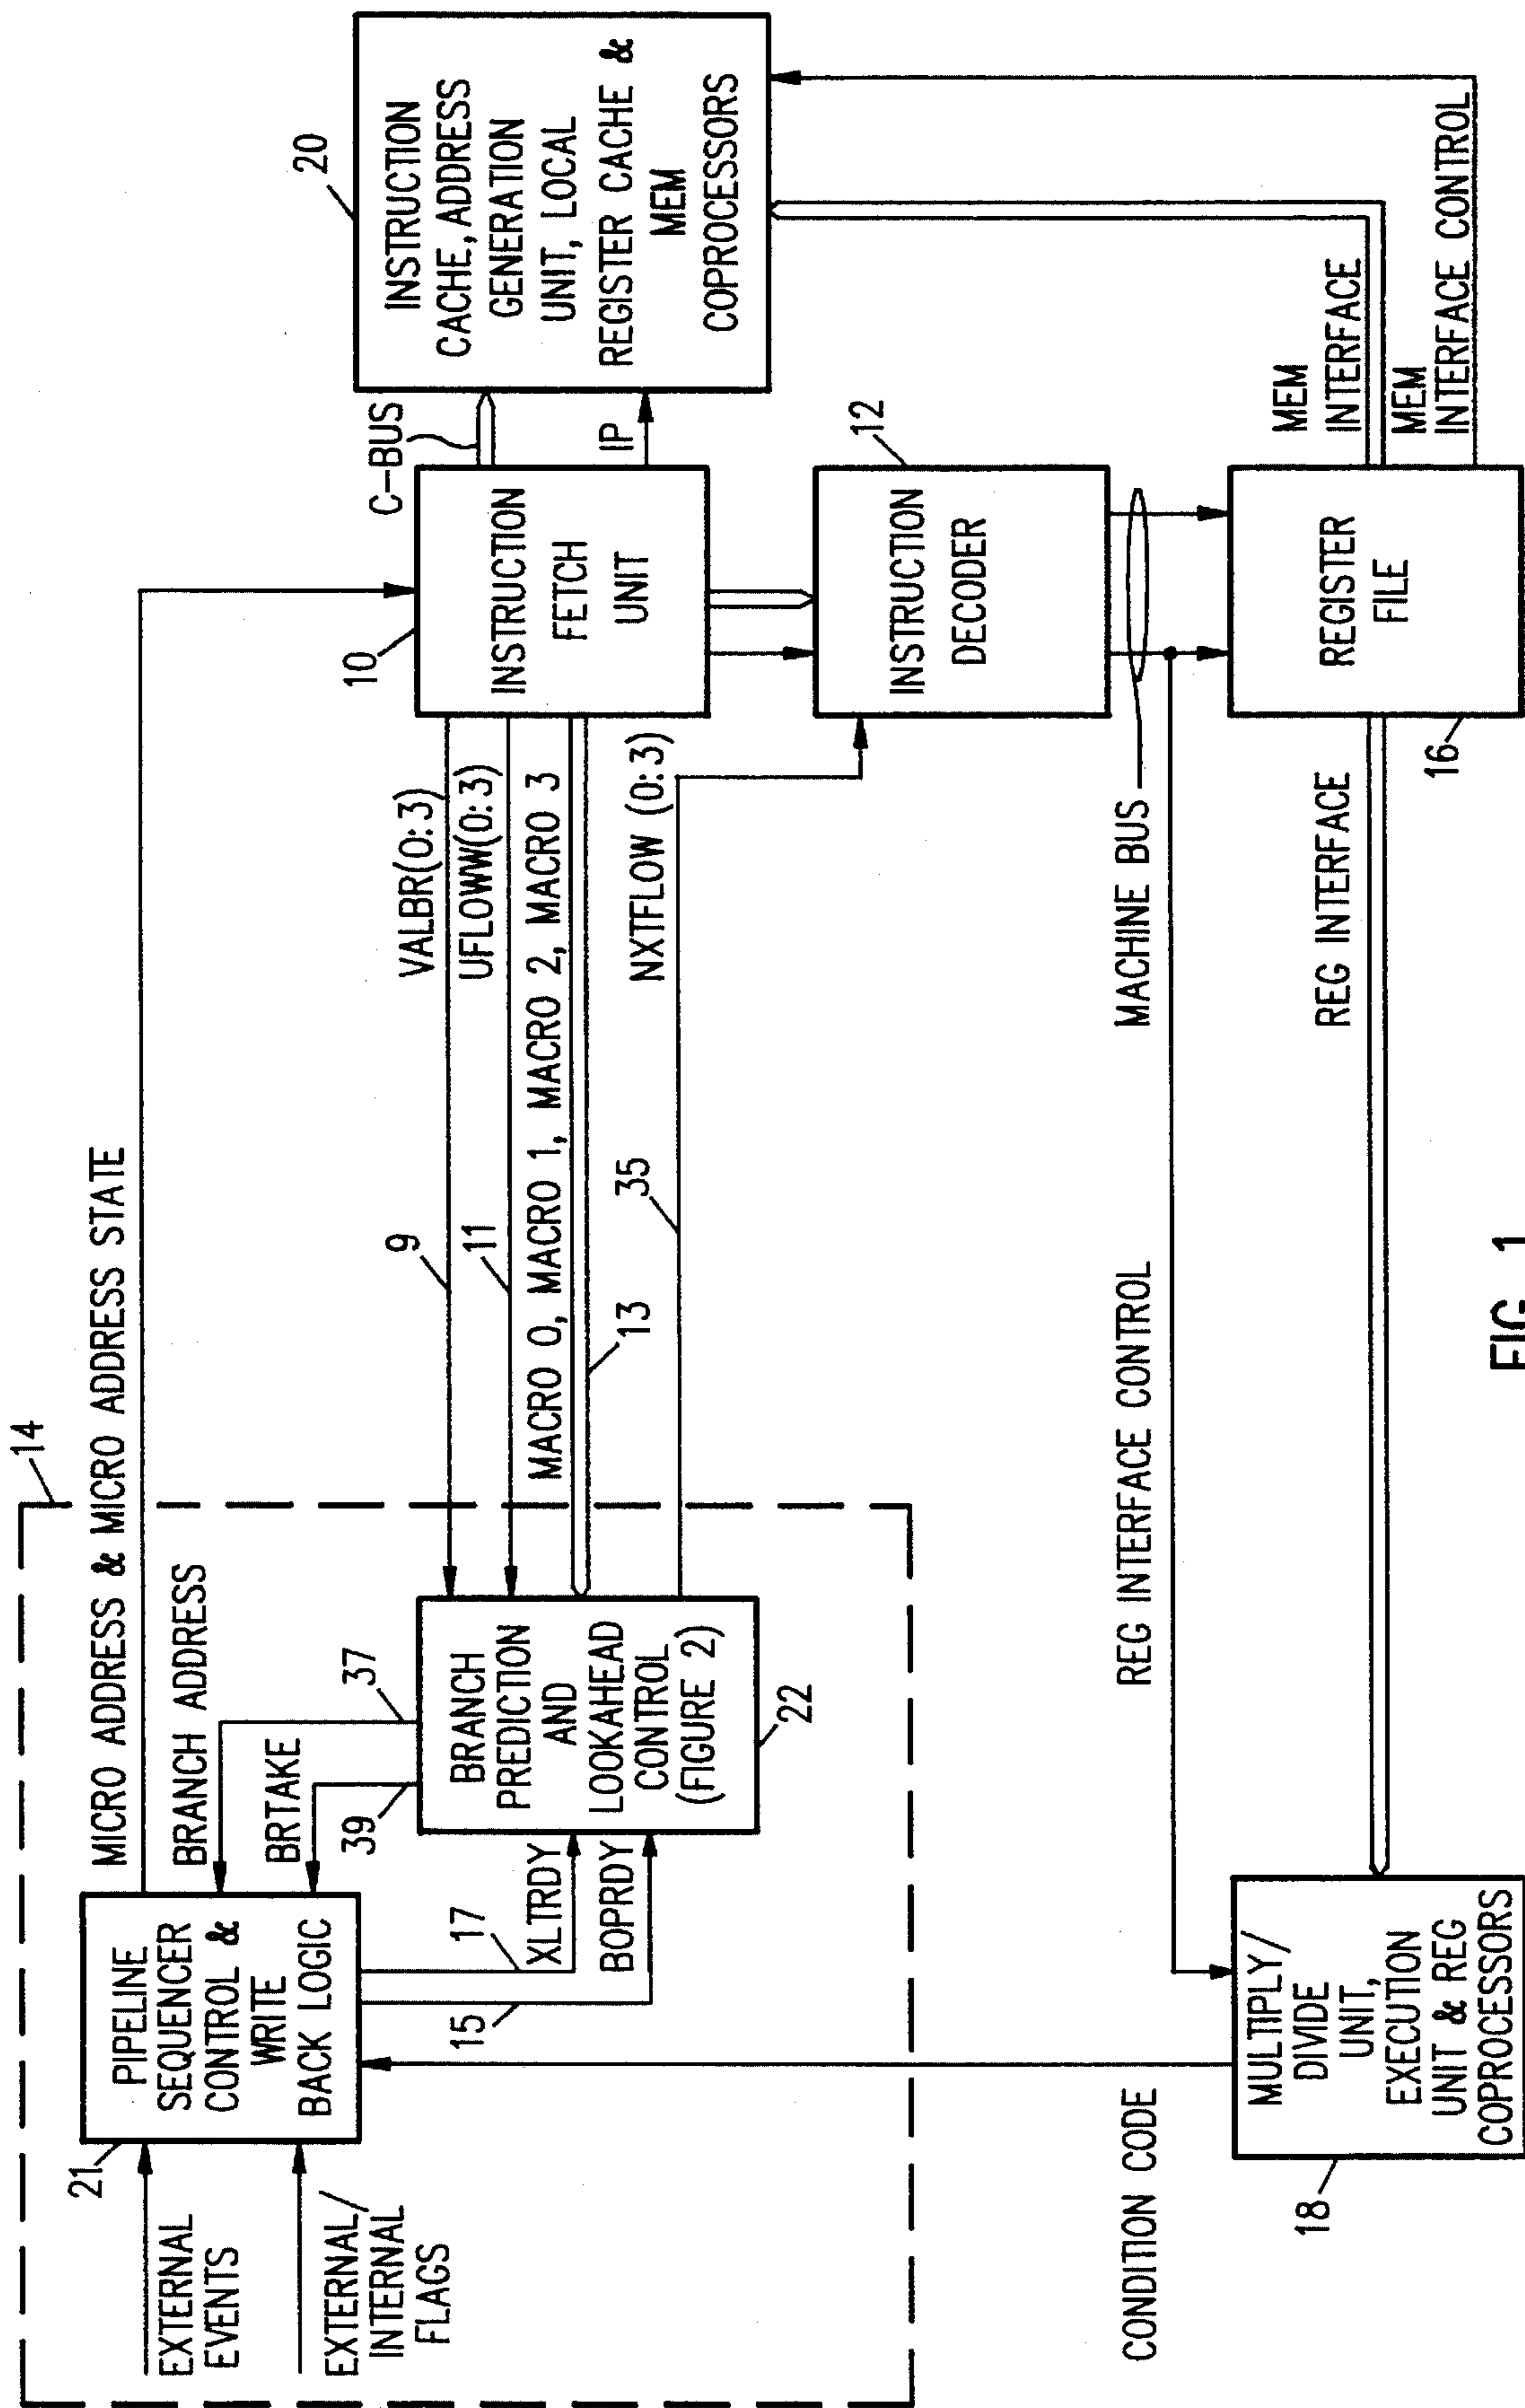 14
MICRO ADDRESS & MICRO ADDRESS STATE
EXTERNAL
EVENTS
EXTERNAL/
INTERNAL
FLAGS
21
PIPELINE
SEQUENCER
CONTROL &
WRITE
BACK LOGIC
BRANCH ADDRESS
37
BRTAKE
39
17
XLTRDY
15
BOPRDY
BRANCH
PREDICTION
AND
LOOKAHEAD
CONTROL
(FIGURE 2)
22
9
VALBR(0:3)
11
UFLOWW(0:3)
MACRO 0, MACRO 1, MACRO 2, MACRO 3
13
35
NXTFLOW (0:3)
10
INSTRUCTION
FETCH
UNIT
C-BUS
IP
20
INSTRUCTION
CACHE, ADDRESS
GENERATION
UNIT, LOCAL
REGISTER CACHE &
MEM
COPROCESSORS
12
INSTRUCTION
DECODER
MACHINE BUS
REG INTERFACE CONTROL
CONDITION CODE
18
MULTIPLY/
DIVIDE
UNIT,
EXECUTION
UNIT & REG
COPROCESSORS
REG INTERFACE
16
REGISTER
FILE
MEM
INTERFACE
MEM
INTERFACE CONTROL
FIG. 1